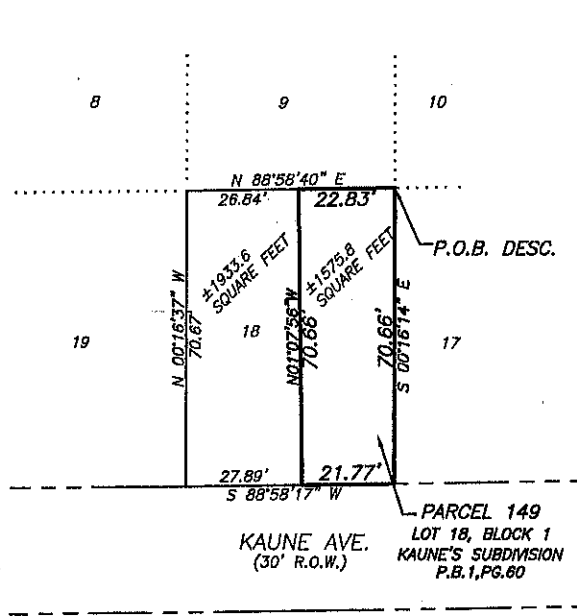 8
9
10
N 88°58'40" E
26.84'
22.83'
P.O.B. DESC.
±1933.6
SQUARE FEET
±1575.8
SQUARE FEET
N 00°16'37" W
70.67'
N01°07'56"W
70.66'
70.66'
S 00°16'14" E
19
18
17
27.89'
21.77'
S 88°58'17" W
PARCEL 149
LOT 18, BLOCK 1
KAUNE'S SUBDIVISION
P.B.1,PG.60
KAUNE AVE.
(30' R.O.W.)